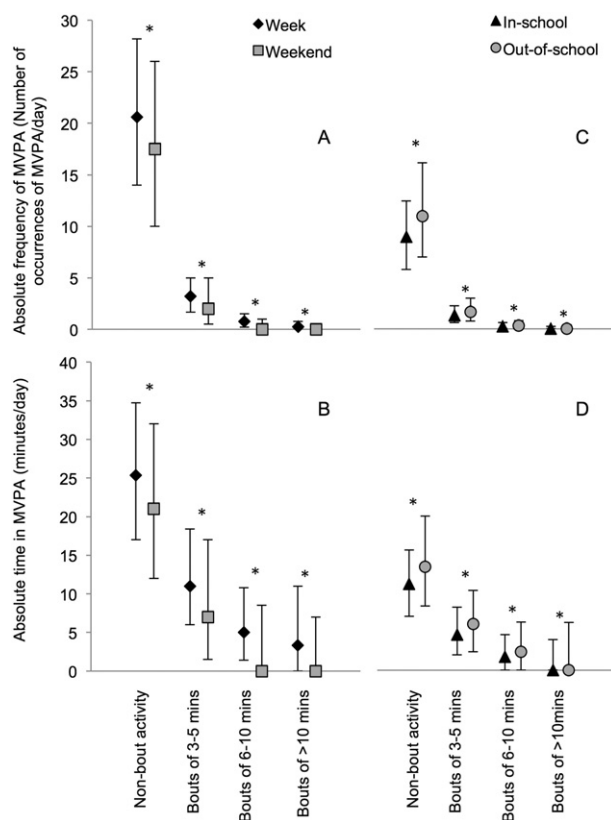 ◆ Week
■ Weekend
▲ In-school
● Out-of-school
Absolute frequency of MVPA (Number of
occurrences of MVPA/day)
30
25
20
15
10
5
0
A
*
*
*
*
C
*
*
*
*
Absolute time in MVPA (minutes/day)
40
35
30
25
20
15
10
5
0
B
*
*
*
*
D
*
*
*
*
Non-bout activity
Bouts of 3-5 mins
Bouts of 6-10 mins
Bouts of >10 mins
Non-bout activity
Bouts of 3-5 mins
Bouts of 6-10 mins
Bouts of >10mins